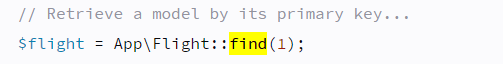 // Retrieve a model by its primary key...
$flight = App\Flight::find(1);